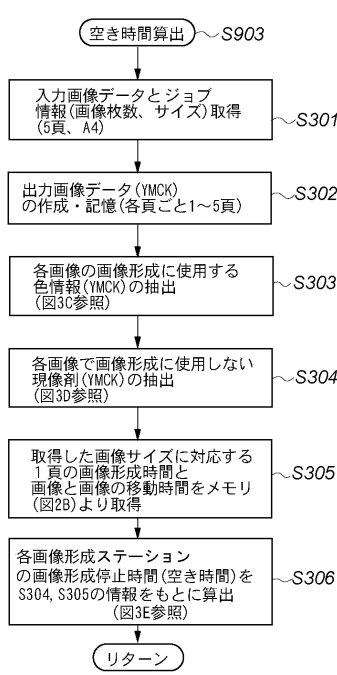 空き時間算出
S903
入力画像データとジョブ
情報(画像枚数、サイズ)取得
(5頁、A4)
S301
出力画像データ(YMCK)
の作成・記憶(各頁ごと1〜5頁)
S302
各画像の画像形成に使用する
色情報(YMCK)の抽出
(図3C参照)
S303
各画像で画像形成に使用しない
現像剤(YMCK)の抽出
(図3D参照)
S304
取得した画像サイズに対応する
1頁の画像形成時間と
画像と画像の移動時間をメモリ
(図2B)より取得
S305
各画像形成ステーション
の画像形成停止時間(空き時間)を
S304,S305の情報をもとに算出
(図3E参照)
S306
リターン